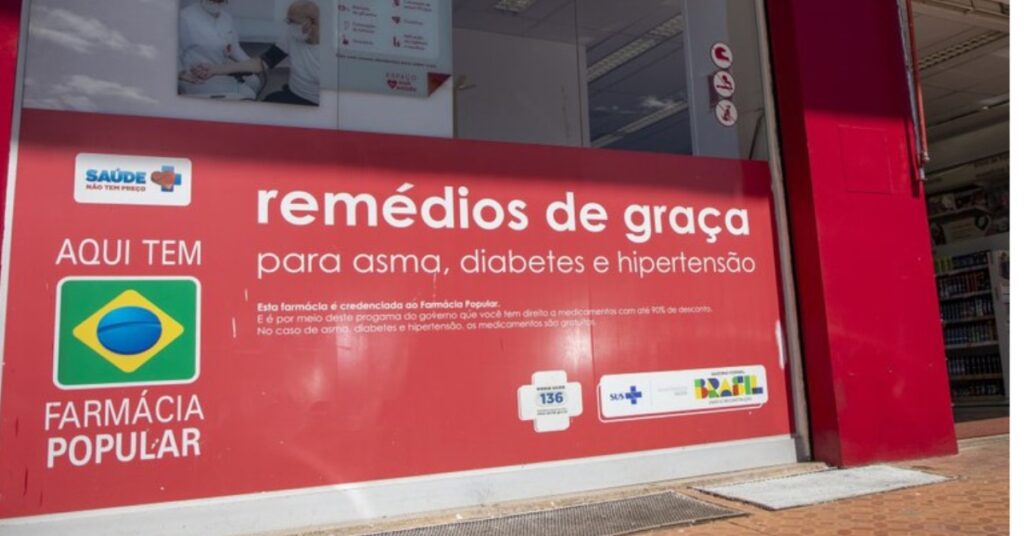 ESPAÇO
SAÚDE
NÃO TEM PREÇO
AQUI TEM
FARMÁCIA
POPULAR
remédios de graça
para asma, diabetes e hipertensão
Esta farmácia é credenciada ao Farmácia Popular.
E é por meio deste progama do governo que você tem direito a medicamentos com até 90% de desconto.
No caso de asma, diabetes e hipertensão, os medicamentos são gratuitos.
136
SUS
BRASIL